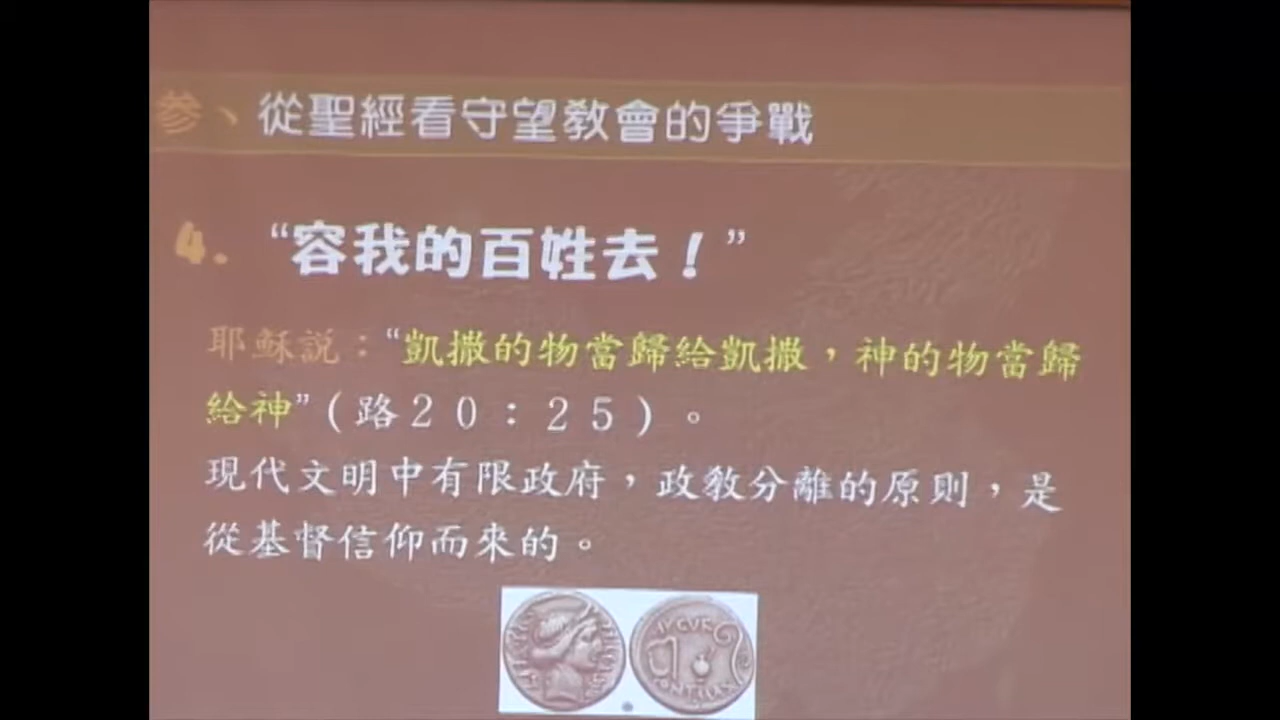 參、從聖經看守望教會的爭戰
4. “容我的百姓去！”
耶穌説：“凱撒的物當歸給凱撒，神的物當歸
給神”(路２０：２５)。
現代文明中有限政府，政教分離的原則，是
從基督信仰而來的。